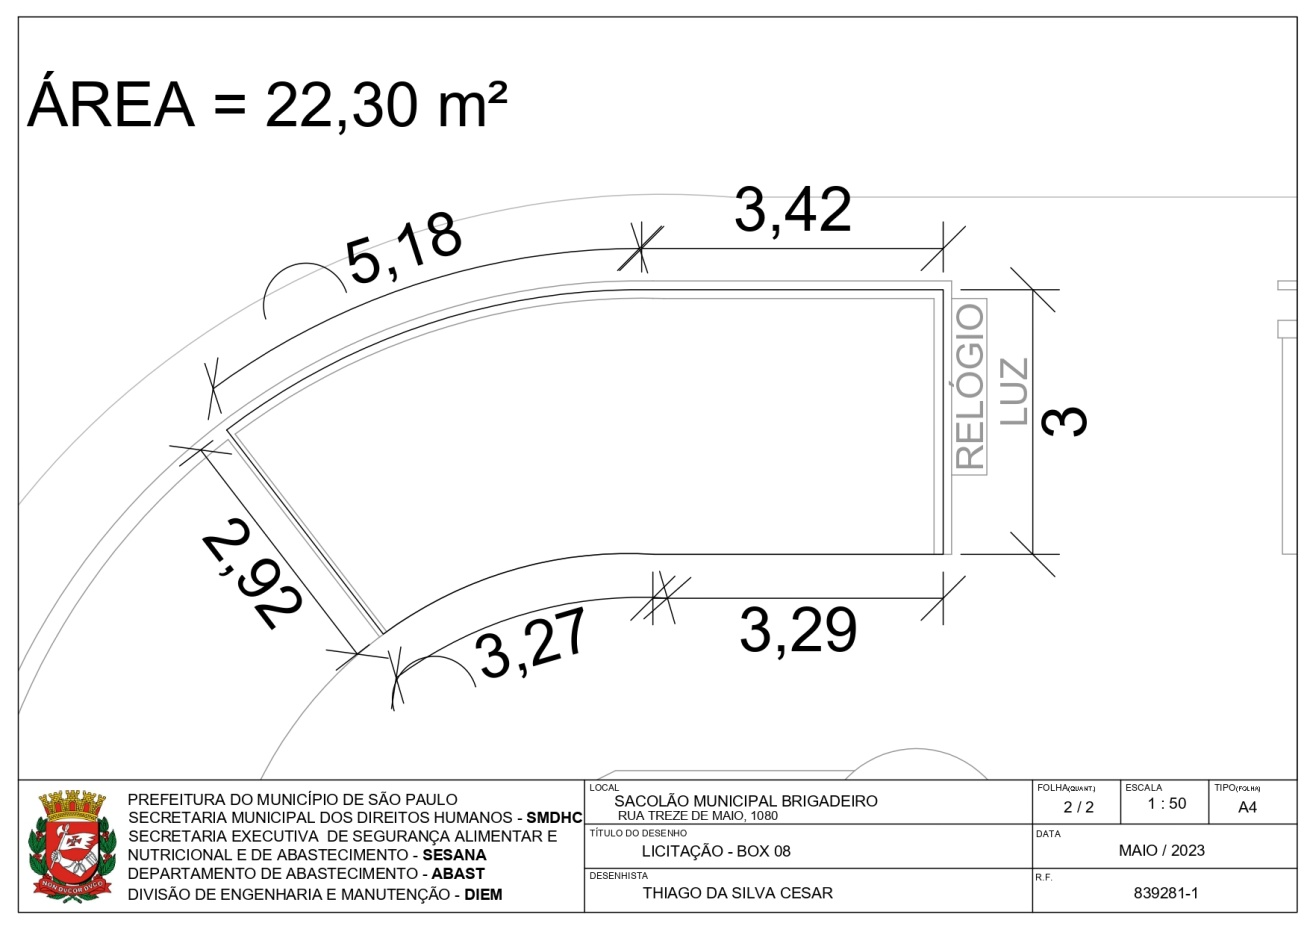 ÁREA = 22,30 m²
5,18
3,42
RELÓGIO
LUZ
3
2,92
3,27
3,29
PREFEITURA DO MUNICÍPIO DE SÃO PAULO
SECRETARIA MUNICIPAL DOS DIREITOS HUMANOS - SMDHC
SECRETARIA EXECUTIVA DE SEGURANÇA ALIMENTAR E
NUTRICIONAL E DE ABASTECIMENTO - SESANA
DEPARTAMENTO DE ABASTECIMENTO - ABAST
DIVISÃO DE ENGENHARIA E MANUTENÇÃO - DIEM
NON DVCOR DVCO
LOCAL
SACOLÃO MUNICIPAL BRIGADEIRO
RUA TREZE DE MAIO, 1080
TÍTULO DO DESENHO
LICITAÇÃO - BOX 08
DESENHISTA
THIAGO DA SILVA CESAR
FOLHA(QUANT.)
2 / 2
ESCALA
1 : 50
TIPO(FOLHA)
A4
DATA
MAIO / 2023
R.F.
839281-1